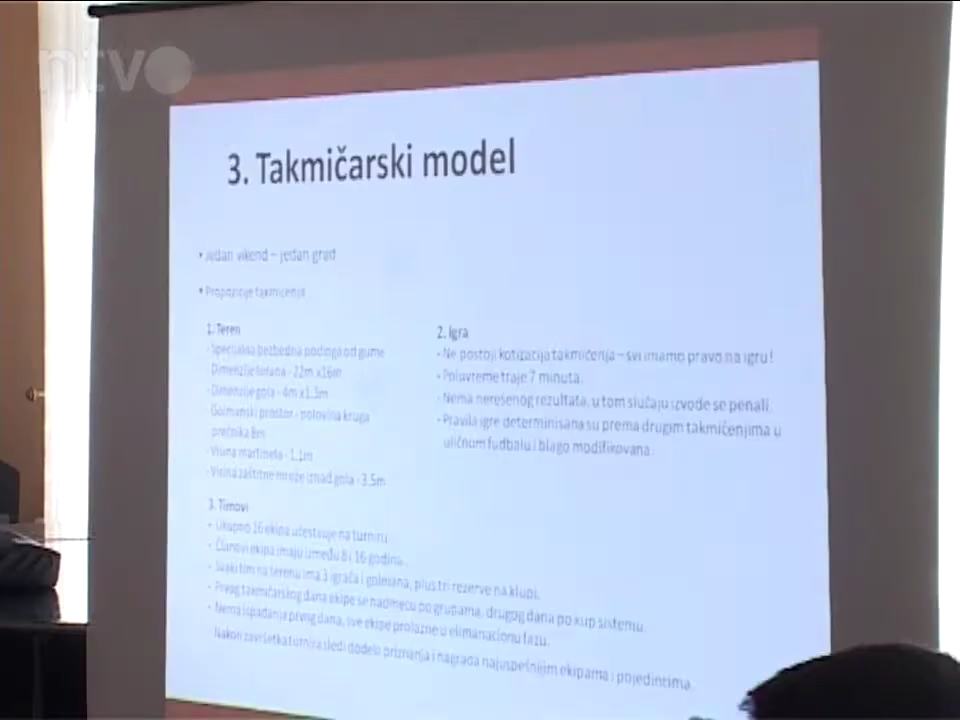 ntv
3. Takmičarski model
• Jedan vikend – jedan grad
• Propozicije takmičenja
1. Teren
- Specijalna bezbedna podloga od gume
- Dimenzije terena - 22m x16m
- Dimenzije gola - 4m x1.3m
- Golmanski prostor - polovina kruga
prečnika 8m
- Visina martinela - 1.1m
- Visina zaštitne mreže iznad gola - 3.5m
2. Igra
- Ne postoji kotizacija takmičenja – svi imamo pravo na igru!
- Poluvreme traje 7 minuta.
- Nema nerešenog rezultata, u tom slučaju izvode se penali.
- Pravila igre determinisana su prema drugim takmičenjima u
uličnom fudbalu i blago modifikovana.
3. Timovi
- Ukupno 16 ekipa učestvuje na turniru
- Članovi ekipa imaju između 8 i 16 godina.
- Svaki tim na terenu ima 3 igrača i golmana, plus tri rezerve na klupi.
- Prvog takmičarskog dana ekipe se nadmeću po grupama, drugog dana po kup sistemu.
- Nema ispadanja prvog dana, sve ekipe prolaze u elimanacionu fazu.
Nakon završetka turnira sledi dodela priznanja i nagrada najuspešnijim ekipama i pojedincima.